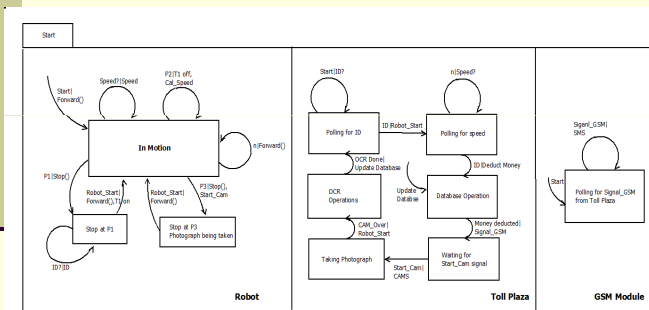 Start
Start|
Forward()
Speed?|Speed
P2|T1 off,
Cal_Speed
In Motion
n|Forward()
P1|Stop()
Robot_Start|
Forward(),T1 on
Robot_Start|
Forward()
P3|Stop(),
Start_Cam
Stop at P1
Stop at P3
Photograph being taken
ID?|ID
Robot
Start|ID?
n|Speed?
Polling for ID
ID|Robot_Start
Polling for speed
OCR Done|
Update Database
ID|Deduct Money
OCR
Operations
Update
Databse
Database Operation
CAM_Over|
Robot_Start
Money deducted|
Signal_GSM
Taking Photograph
Start_Cam|
CAMS
Waiting for
Start_Cam signal
Toll Plaza
Siganl_GSM|
SMS
Start
Polling for Signal_GSM
from Toll Plaza
GSM Module